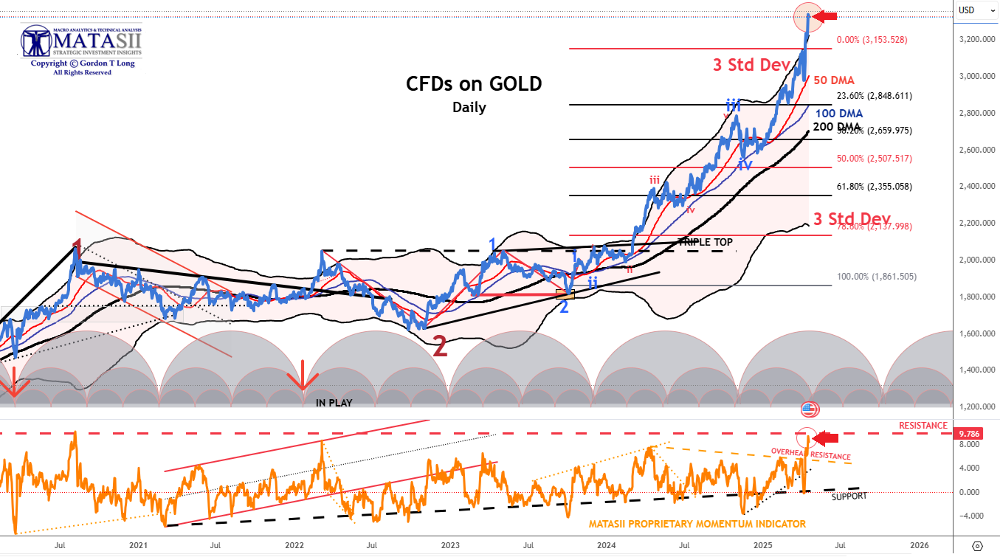 MACRO ANALYTICS & TECHNICAL ANALYSIS
MATASII
STRATEGIC INVESTMENT INSIGHTS
Copyright © Gordon T Long
All Rights Reserved
CFDs on GOLD
Daily
USD
3,200.000
3,000.000
2,800.000
2,600.000
2,400.000
2,200.000
2,000.000
1,800.000
1,600.000
1,400.000
1,200.000
0.00% (3,153.528)
3 Std Dev
50 DMA
23.60% (2,848.611)
100 DMA
200 DMA
38.20% (2,659.975)
50.00% (2,507.517)
61.80% (2,355.058)
3 Std Dev
78.60% (2,137.998)
TRIPLE TOP
100.00% (1,861.505)
1
2
1
2
1
i
ii
ii
iii
iv
v
iii
iv
IN PLAY
RESISTANCE
9.786
8.000
4.000
0.000
−4.000
OVERHEAD RESISTANCE
SUPPORT
MATASII PROPRIETARY MOMENTUM INDICATOR
Jul
2021
Jul
2022
Jul
2023
Jul
2024
Jul
2025
Jul
2026